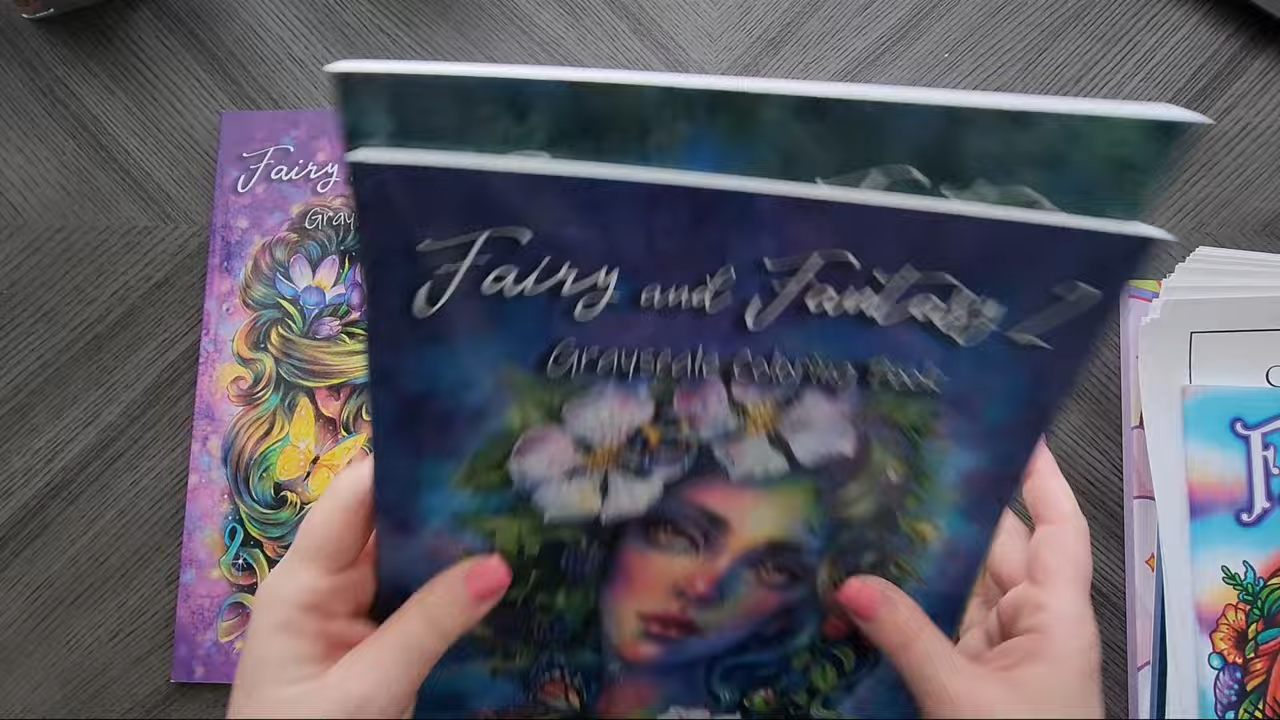 Fairy
Gray
Fairy and Fantasy 2
Grayscale Coloring Book
F